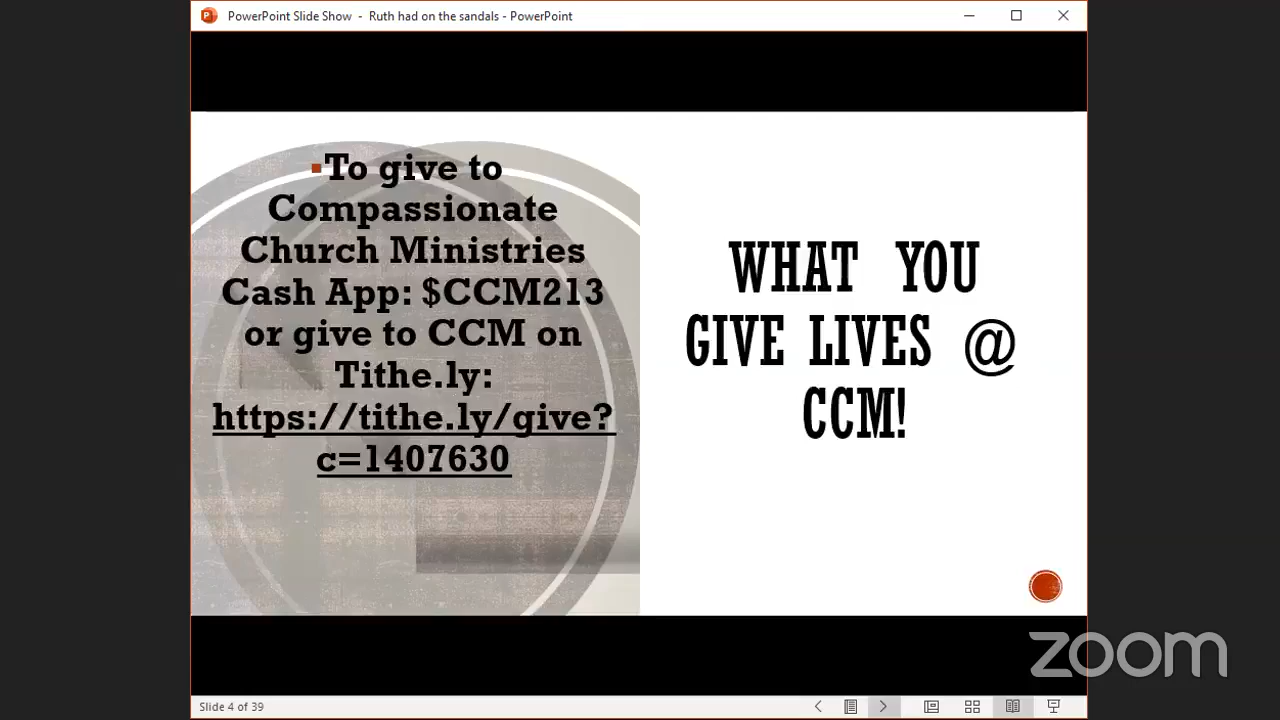 PowerPoint Slide Show - Ruth had on the sandals - PowerPoint
To give to
Compassionate
Church Ministries
Cash App: $CCM213
or give to CCM on
Tithe.ly:
https://tithe.ly/give?
c=1407630
WHAT YOU
GIVE LIVES @
CCM!
zoom
Slide 4 of 39